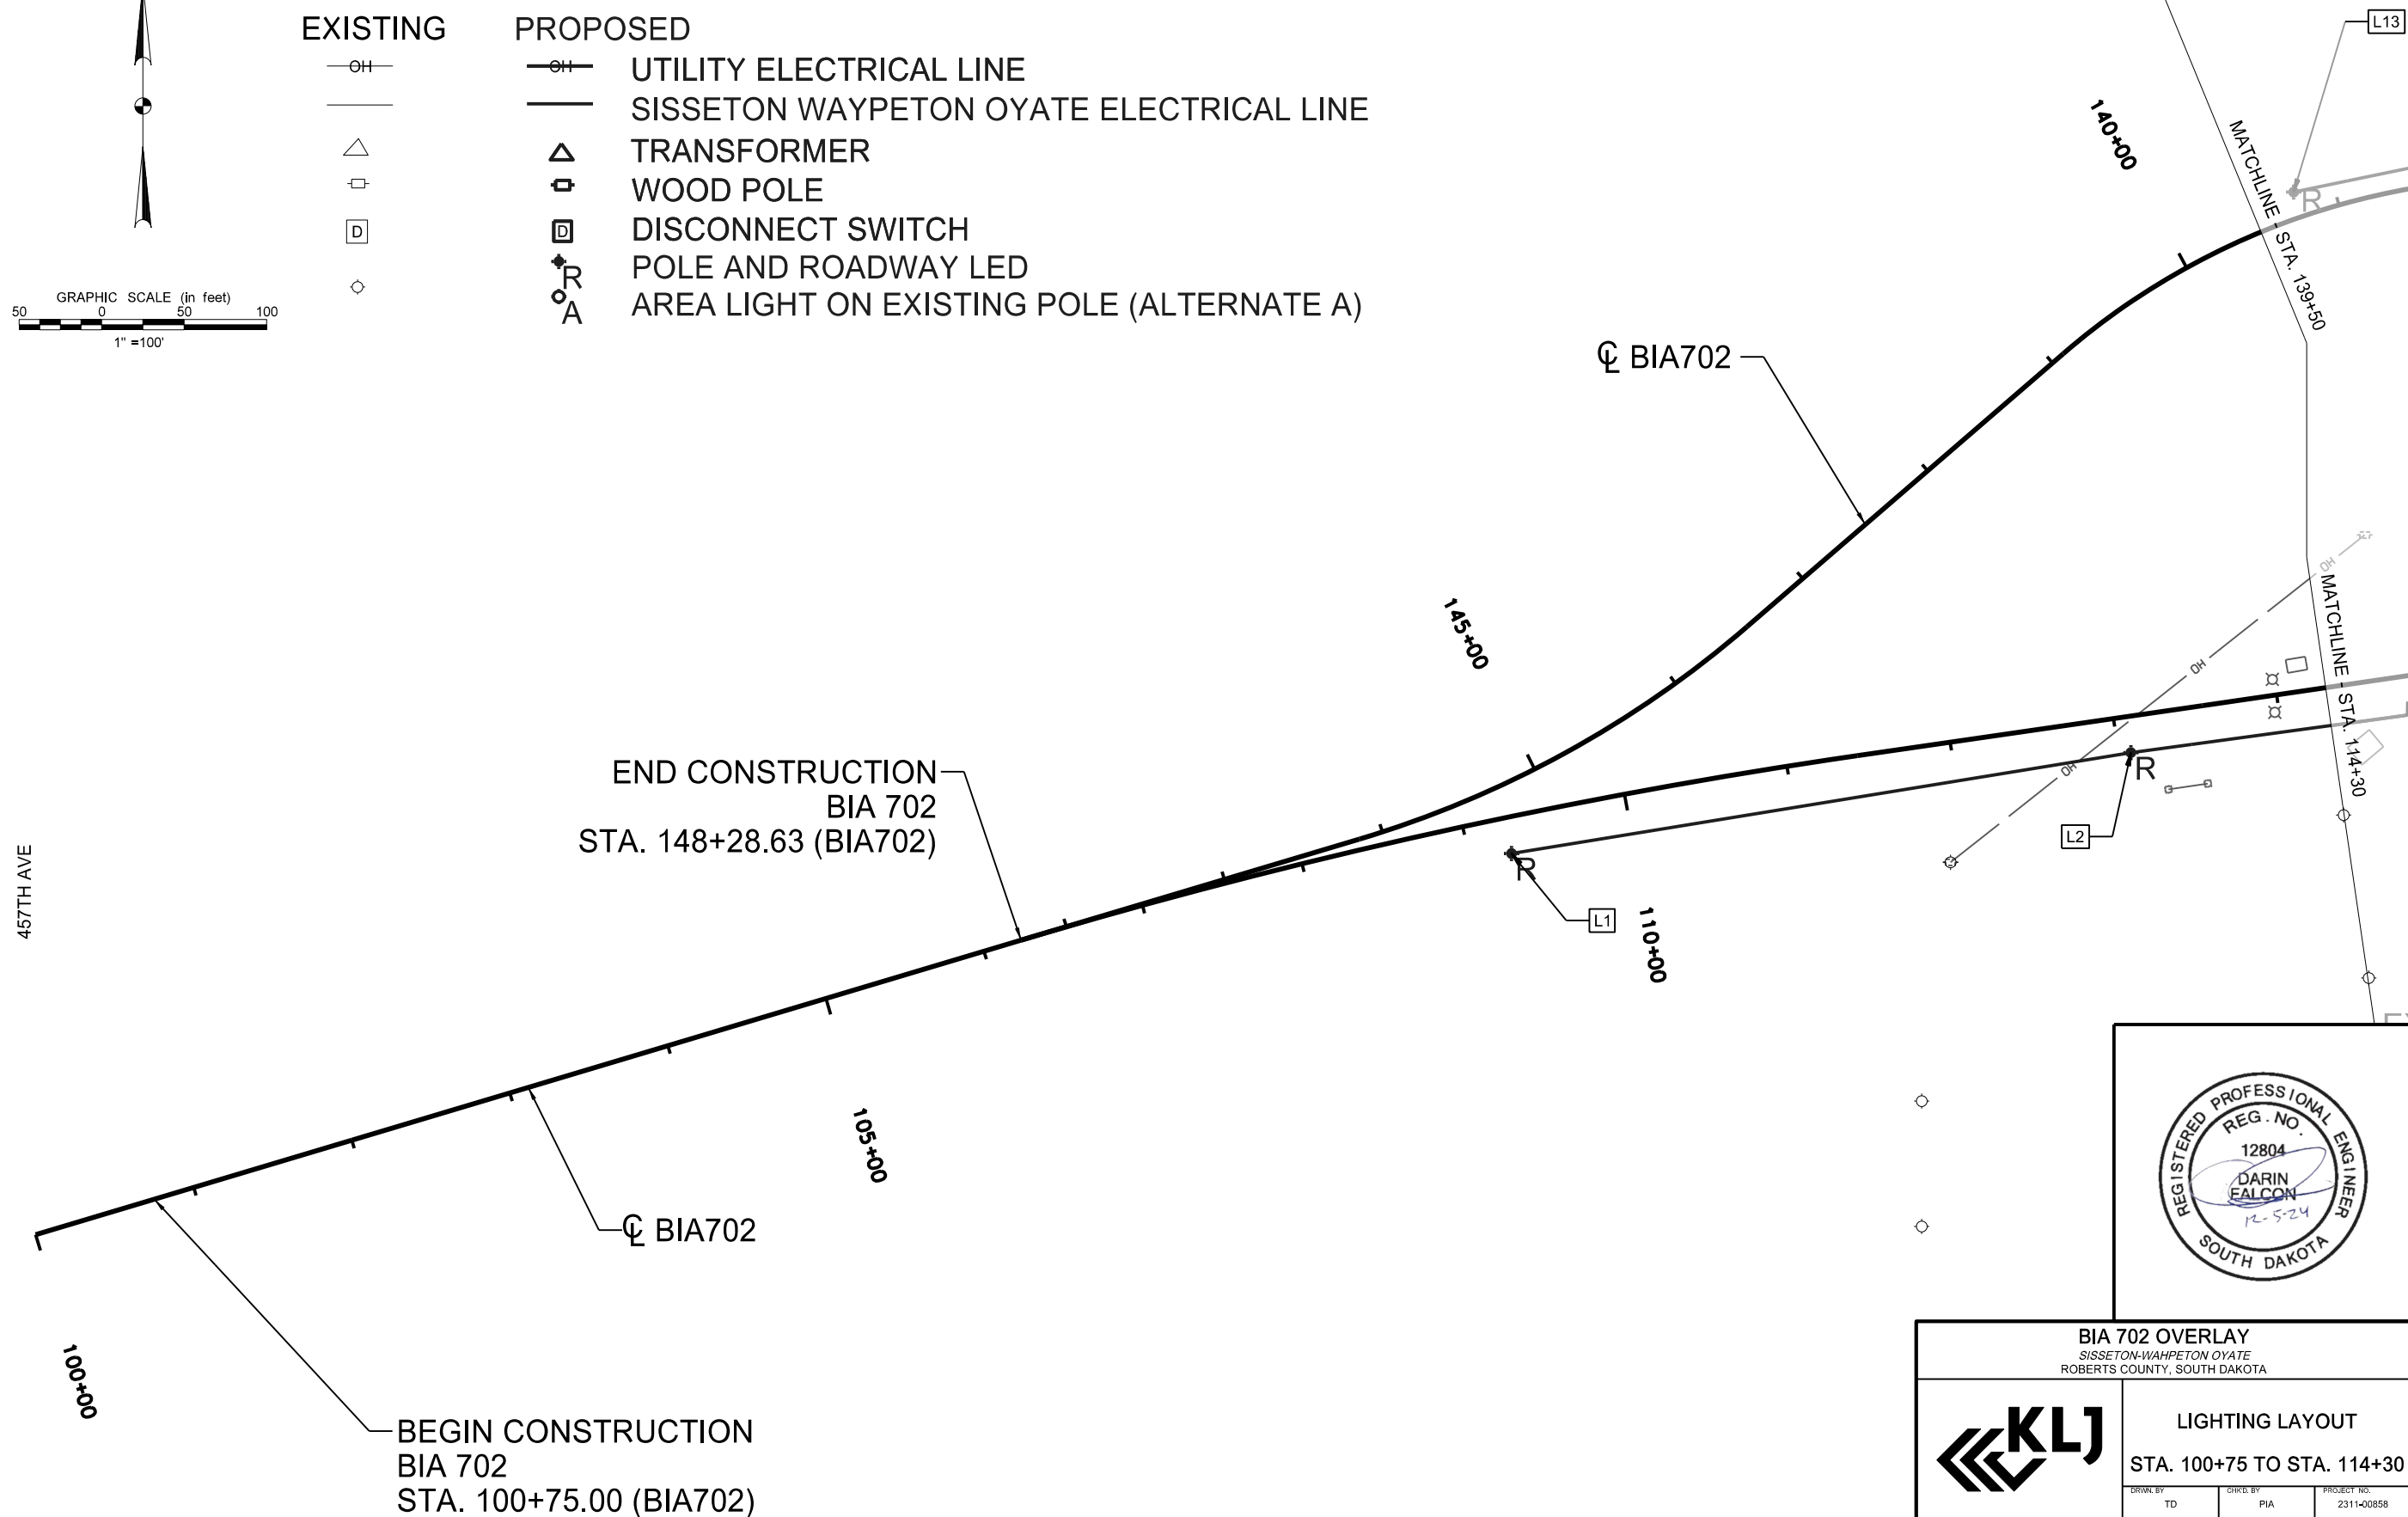 EXISTING
PROPOSED
OH
OH
UTILITY ELECTRICAL LINE
SISSETON WAYPETON OYATE ELECTRICAL LINE
TRANSFORMER
WOOD POLE
D
D
DISCONNECT SWITCH
R
POLE AND ROADWAY LED
A
AREA LIGHT ON EXISTING POLE (ALTERNATE A)
GRAPHIC SCALE (in feet)
50 0 50 100
1" =100'
L13
140+00
MATCHLINE - STA. 139+50
R
℄ BIA702
145+00
OH
OH
OH
MATCHLINE - STA. 114+30
END CONSTRUCTION
BIA 702
STA. 148+28.63 (BIA702)
R
L2
R
L1
110+00
457TH AVE
105+00
℄ BIA702
100+00
BEGIN CONSTRUCTION
BIA 702
STA. 100+75.00 (BIA702)
REGISTERED PROFESSIONAL ENGINEER
REG. NO.
12804
DARIN
FALCON
12-5-24
SOUTH DAKOTA
BIA 702 OVERLAY
SISSETON-WAHPETON OYATE
ROBERTS COUNTY, SOUTH DAKOTA
KLJ
LIGHTING LAYOUT
STA. 100+75 TO STA. 114+30
DRWN. BY
TD
CHK'D. BY
PIA
PROJECT NO.
2311-00858